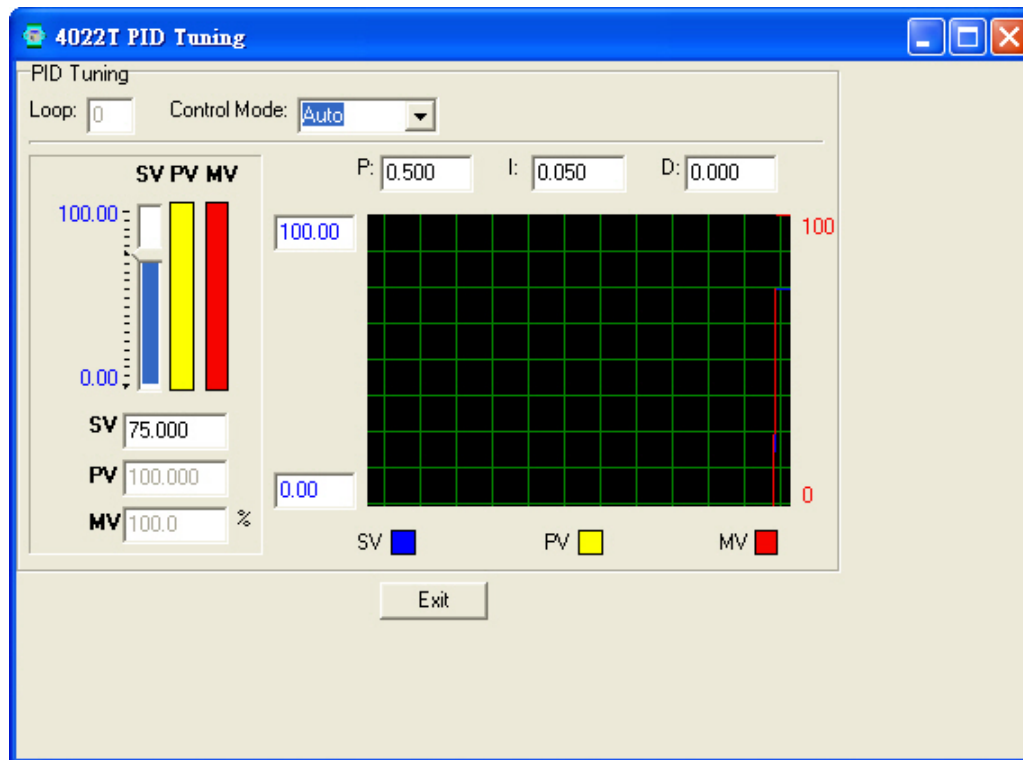 4022T PID Tuning
PID Tuning
Loop: 0 Control Mode: Auto
SV PV MV
P: 0.500 I: 0.050 D: 0.000
100.00
100.00
100
0.00
SV 75.000
PV 100.000
MV 100.0 %
0.00
0
SV PV MV
Exit